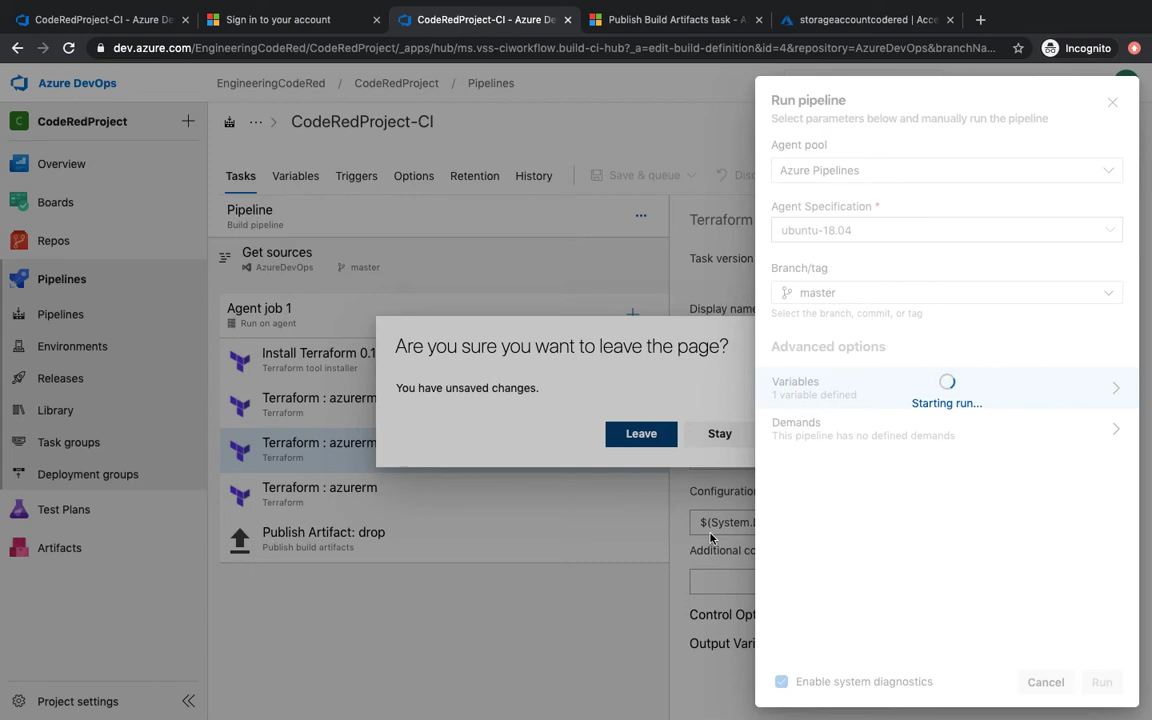 CodeRedProject-CI - Azure De
Sign in to your account
CodeRedProject-CI - Azure De
Publish Build Artifacts task - A
storageaccountcodered | Acce
dev.azure.com/EngineeringCodeRed/CodeRedProject/_apps/hub/ms.vss-ciworkflow.build-ci-hub?_a=edit-build-definition&id=4&repository=AzureDevOps&branchNa...
Incognito
Azure DevOps
EngineeringCodeRed / CodeRedProject / Pipelines
C CodeRedProject
Overview
Boards
Repos
Pipelines
Pipelines
Environments
Releases
Library
Task groups
Deployment groups
Test Plans
Artifacts
Project settings
... > CodeRedProject-CI
Tasks Variables Triggers Options Retention History Save & queue Disc
Pipeline
Build pipeline
...
Get sources
AzureDevOps master
Agent job 1
Run on agent
Install Terraform 0.1
Terraform tool installer
Terraform : azurerm
Terraform
Terraform : azurerm
Terraform
Terraform : azurerm
Terraform
Publish Artifact: drop
Publish build artifacts
Terraform
Task version
Display name
Configuration
$(System.
Additional co
Control Opt
Output Vari
Are you sure you want to leave the page?
You have unsaved changes.
Leave
Stay
Run pipeline
Select parameters below and manually run the pipeline
Agent pool
Azure Pipelines
Agent Specification *
ubuntu-18.04
Branch/tag
master
Select the branch, commit, or tag
Advanced options
Variables
1 variable defined
Starting run...
Demands
This pipeline has no defined demands
Enable system diagnostics
Cancel
Run